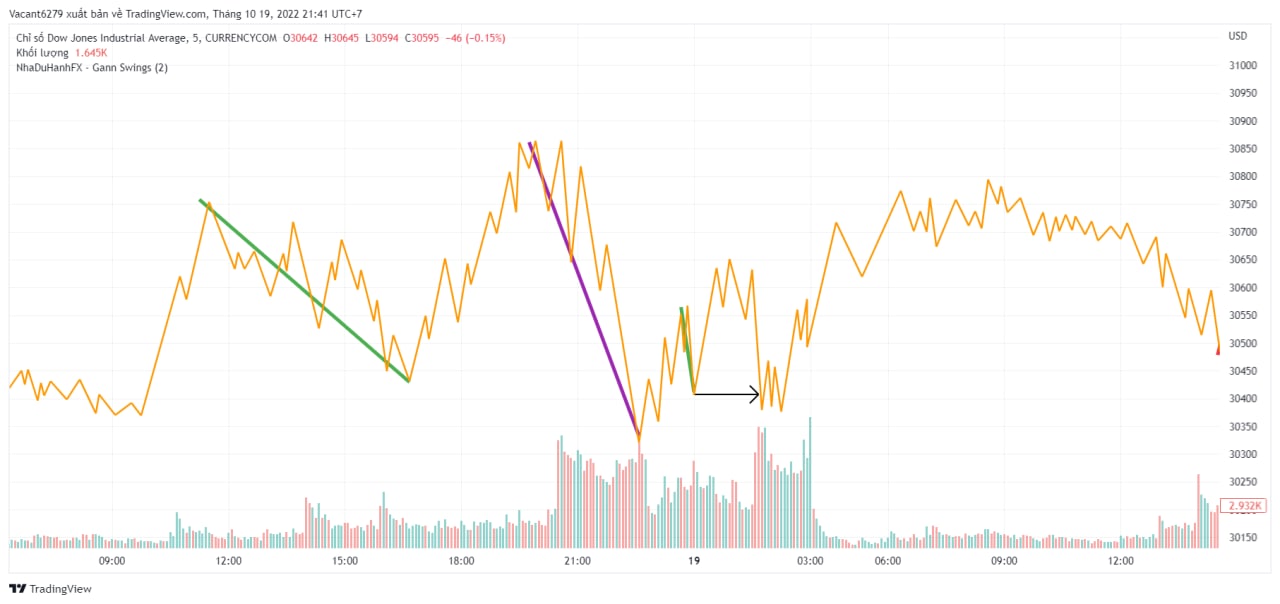 Vacant6279 xuất bản về TradingView.com, Tháng 10 19, 2022 21:41 UTC+7
Chỉ số Dow Jones Industrial Average, 5, CURRENCYCOM O30642 H30645 L30594 C30595 −46 (−0.15%)
Khối lượng 1.645K
NhaDuHanhFX - Gann Swings (2)
USD
31000
30950
30900
30850
30800
30750
30700
30650
30600
30550
30500
30450
30400
30350
30300
30250
2.932K
30150
09:00 12:00 15:00 18:00 21:00 19 03:00 06:00 09:00 12:00
TradingView